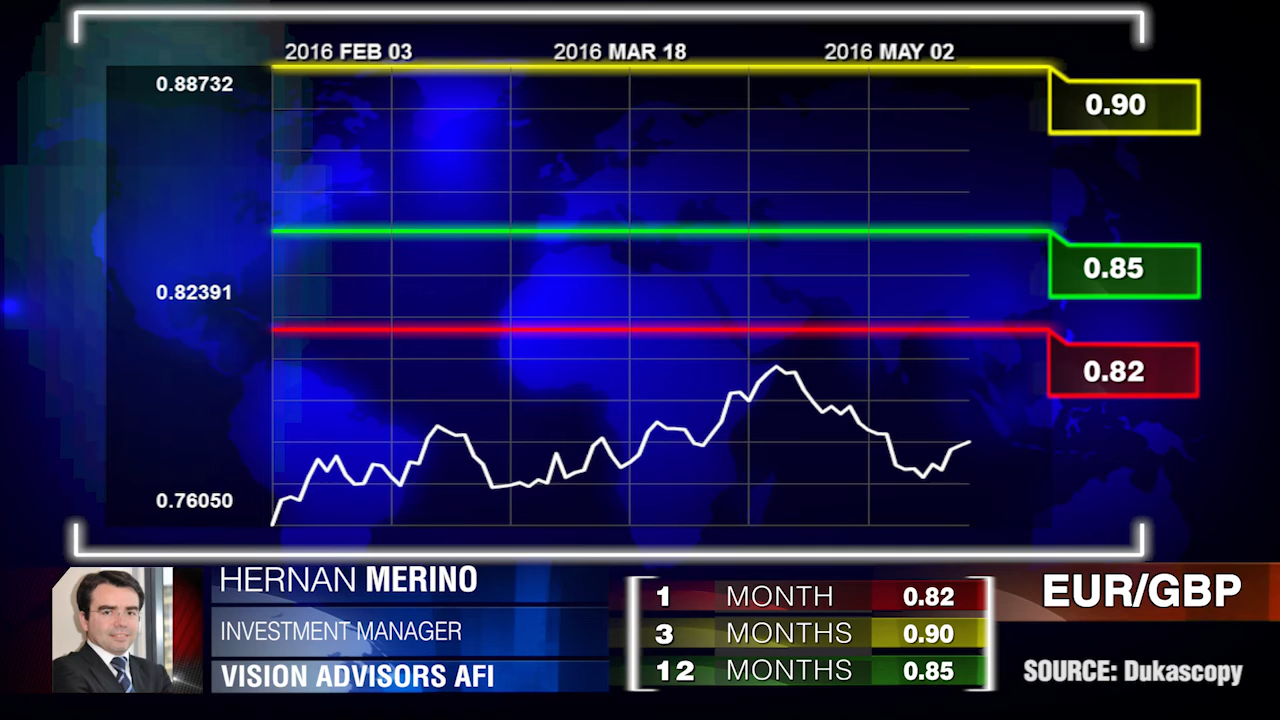 2016 FEB 03 2016 MAR 18 2016 MAY 02
0.88732
0.90
0.85
0.82391
0.82
0.76050
HERNAN MERINO
INVESTMENT MANAGER
VISION ADVISORS AFI
1 MONTH 0.82
3 MONTHS 0.90
12 MONTHS 0.85
EUR/GBP
SOURCE: Dukascopy